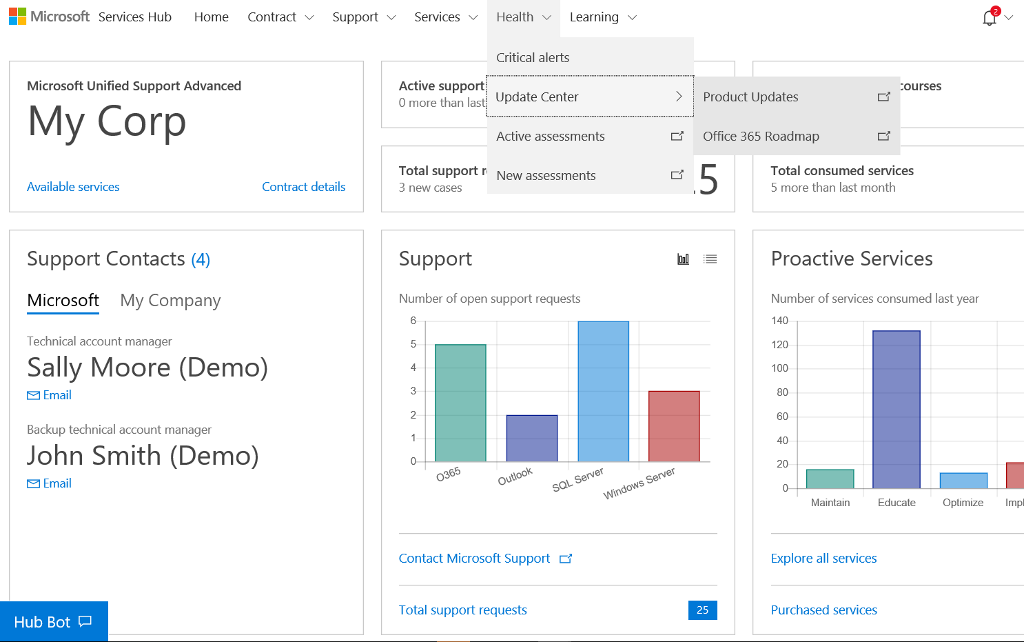 Microsoft Services Hub Home Contract Support Services Health Learning 2
Critical alerts
Update Center
Active assessments
New assessments
Product Updates
Office 365 Roadmap
Microsoft Unified Support Advanced
My Corp
Available services Contract details
Active support
0 more than last
courses
Total support r
3 new cases
.5
Total consumed services
5 more than last month
Support Contacts (4)
Microsoft My Company
Technical account manager
Sally Moore (Demo)
Email
Backup technical account manager
John Smith (Demo)
Email
Support
Number of open support requests
6
5
4
3
2
1
0
O365 Outlook SQL Server Windows Server
Contact Microsoft Support
Total support requests 25
Proactive Services
Number of services consumed last year
140
120
100
80
60
40
20
0
Maintain Educate Optimize Impl
Explore all services
Purchased services
Hub Bot